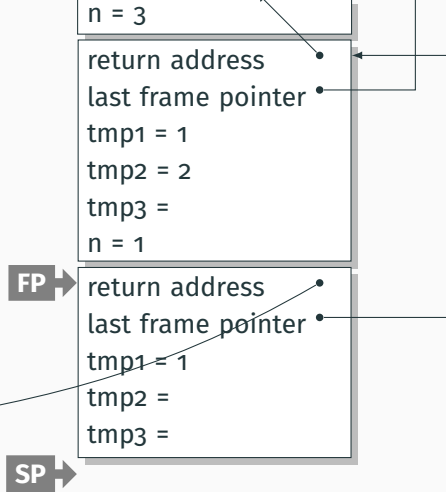 n = 3
return address
last frame pointer
tmp1 = 1
tmp2 = 2
tmp3 =
n = 1
FP
return address
last frame pointer
tmp1 = 1
tmp2 =
tmp3 =
SP